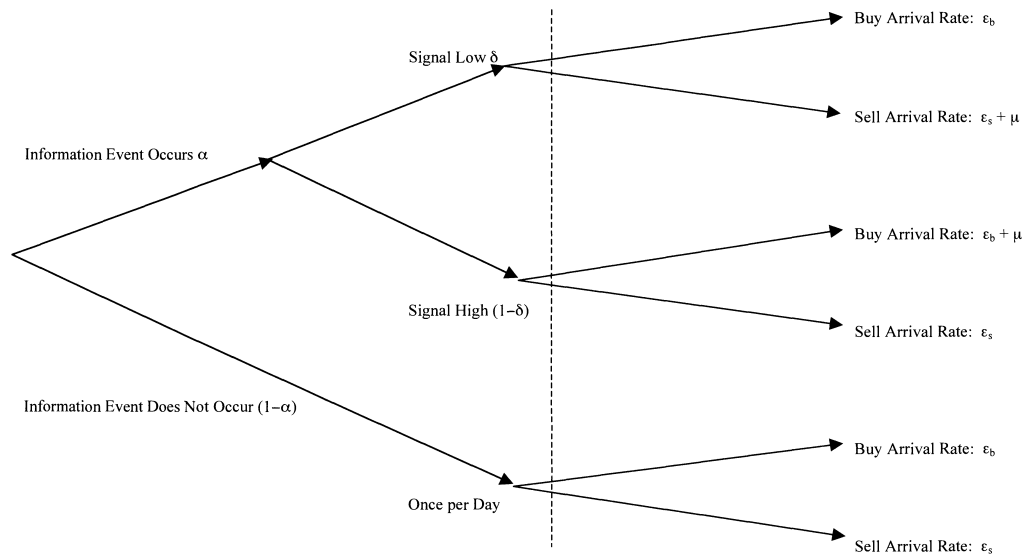 Buy Arrival Rate: εb
Signal Low δ
Sell Arrival Rate: εs + μ
Information Event Occurs α
Buy Arrival Rate: εb + μ
Signal High (1−δ)
Sell Arrival Rate: εs
Information Event Does Not Occur (1−α)
Buy Arrival Rate: εb
Once per Day
Sell Arrival Rate: εs